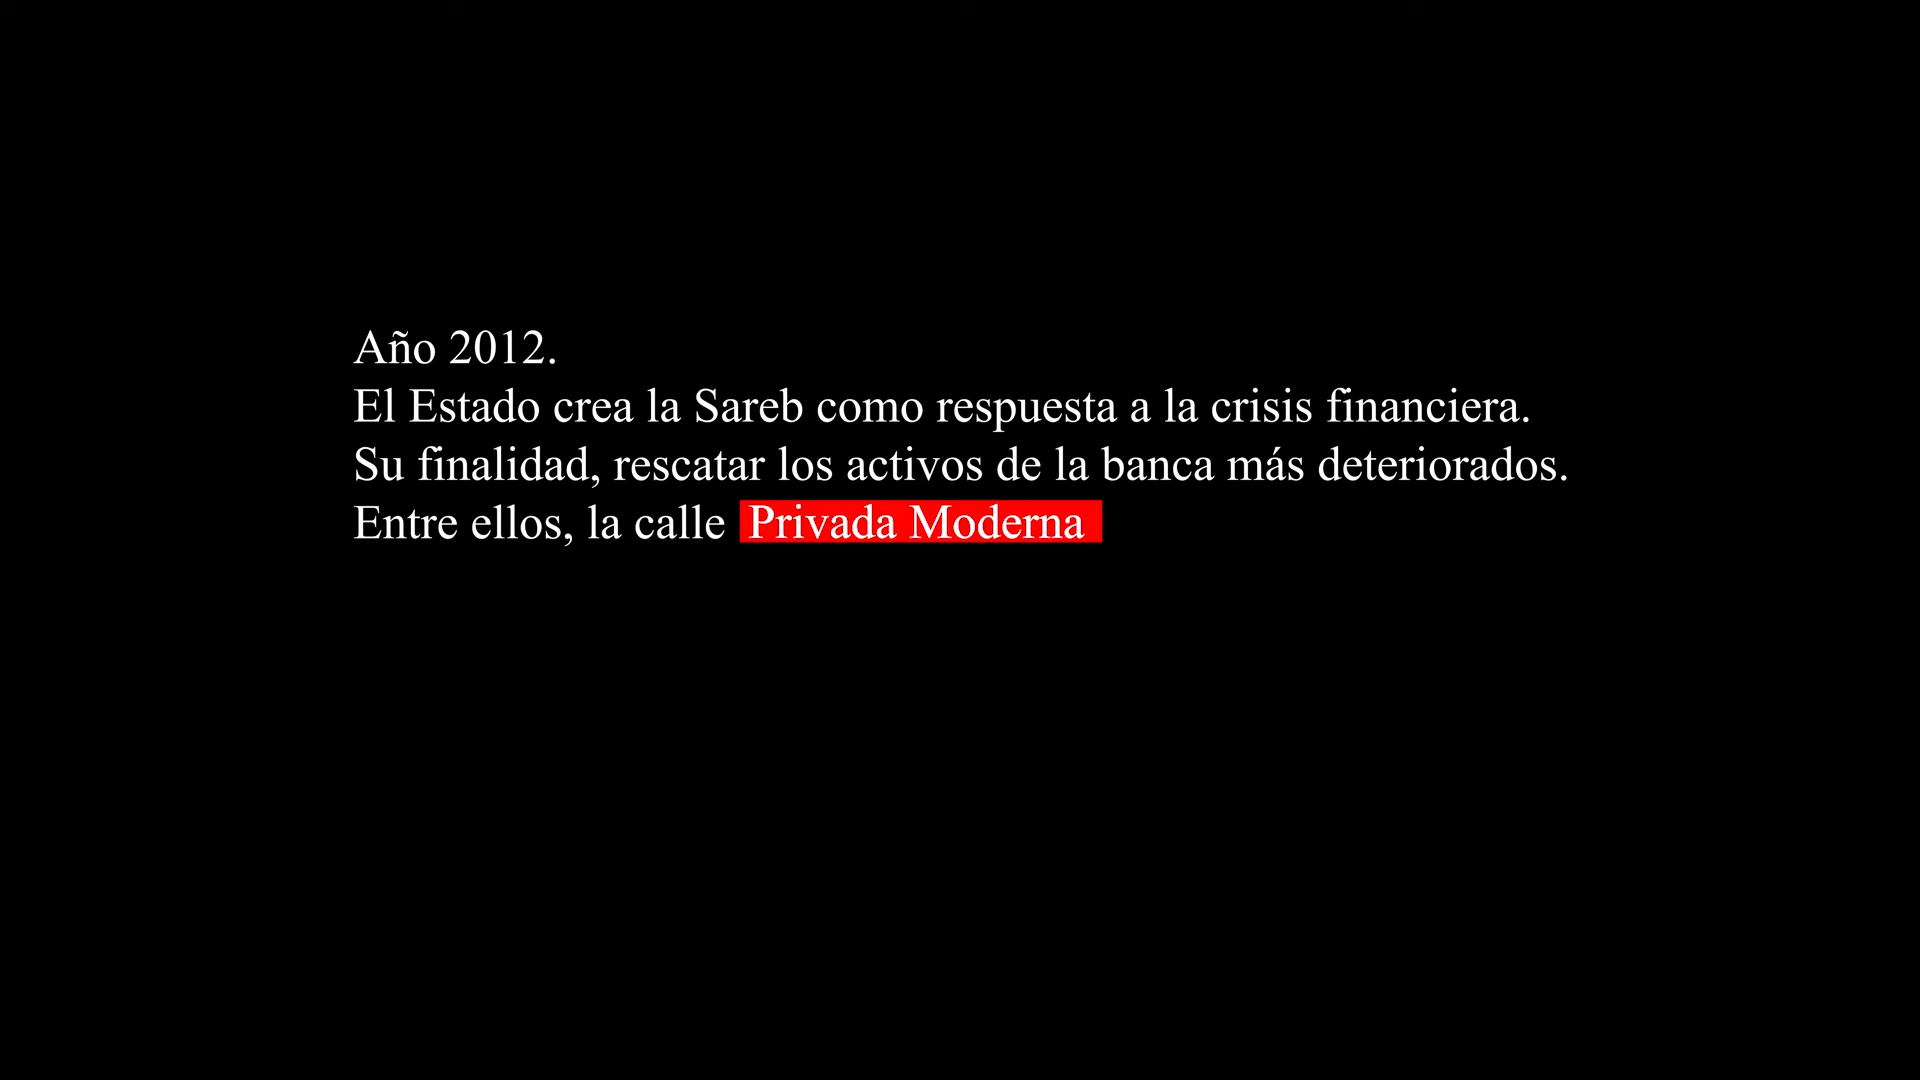 Año 2012.
El Estado crea la Sareb como respuesta a la crisis financiera.
Su finalidad, rescatar los activos de la banca más deteriorados.
Entre ellos, la calle Privada Moderna